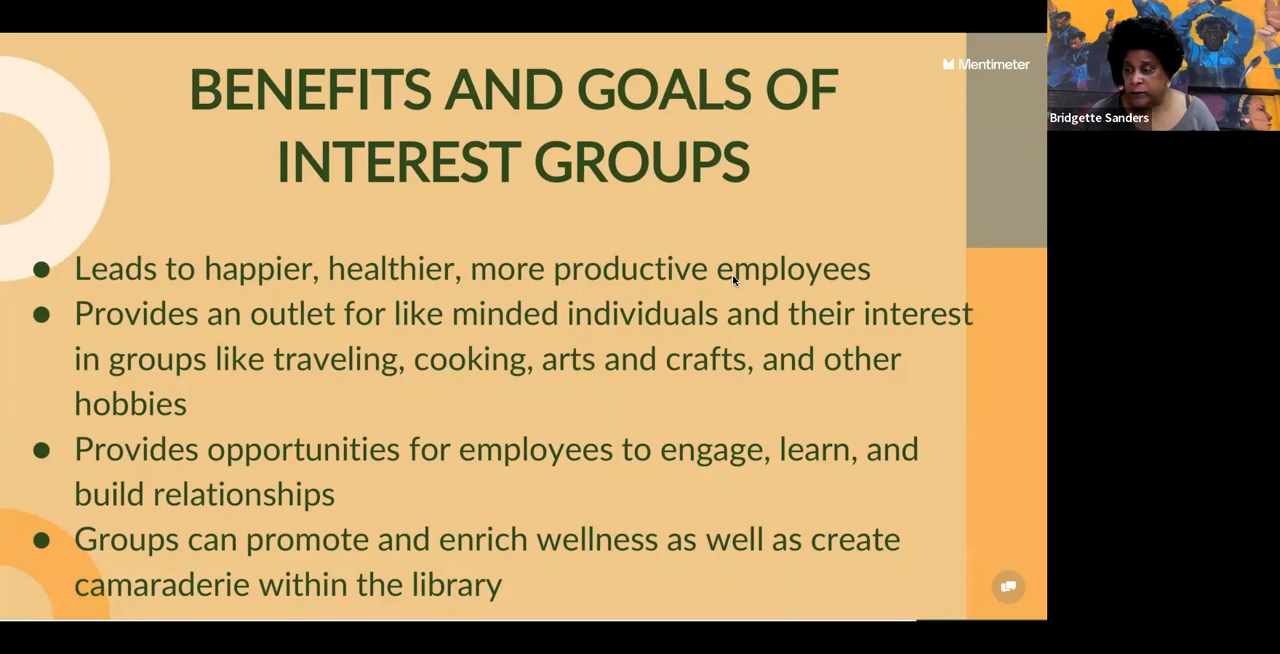 BENEFITS AND GOALS OF
INTEREST GROUPS
Mentimeter
Bridgette Sanders
● Leads to happier, healthier, more productive employees
● Provides an outlet for like minded individuals and their interest
in groups like traveling, cooking, arts and crafts, and other
hobbies
● Provides opportunities for employees to engage, learn, and
build relationships
● Groups can promote and enrich wellness as well as create
camaraderie within the library